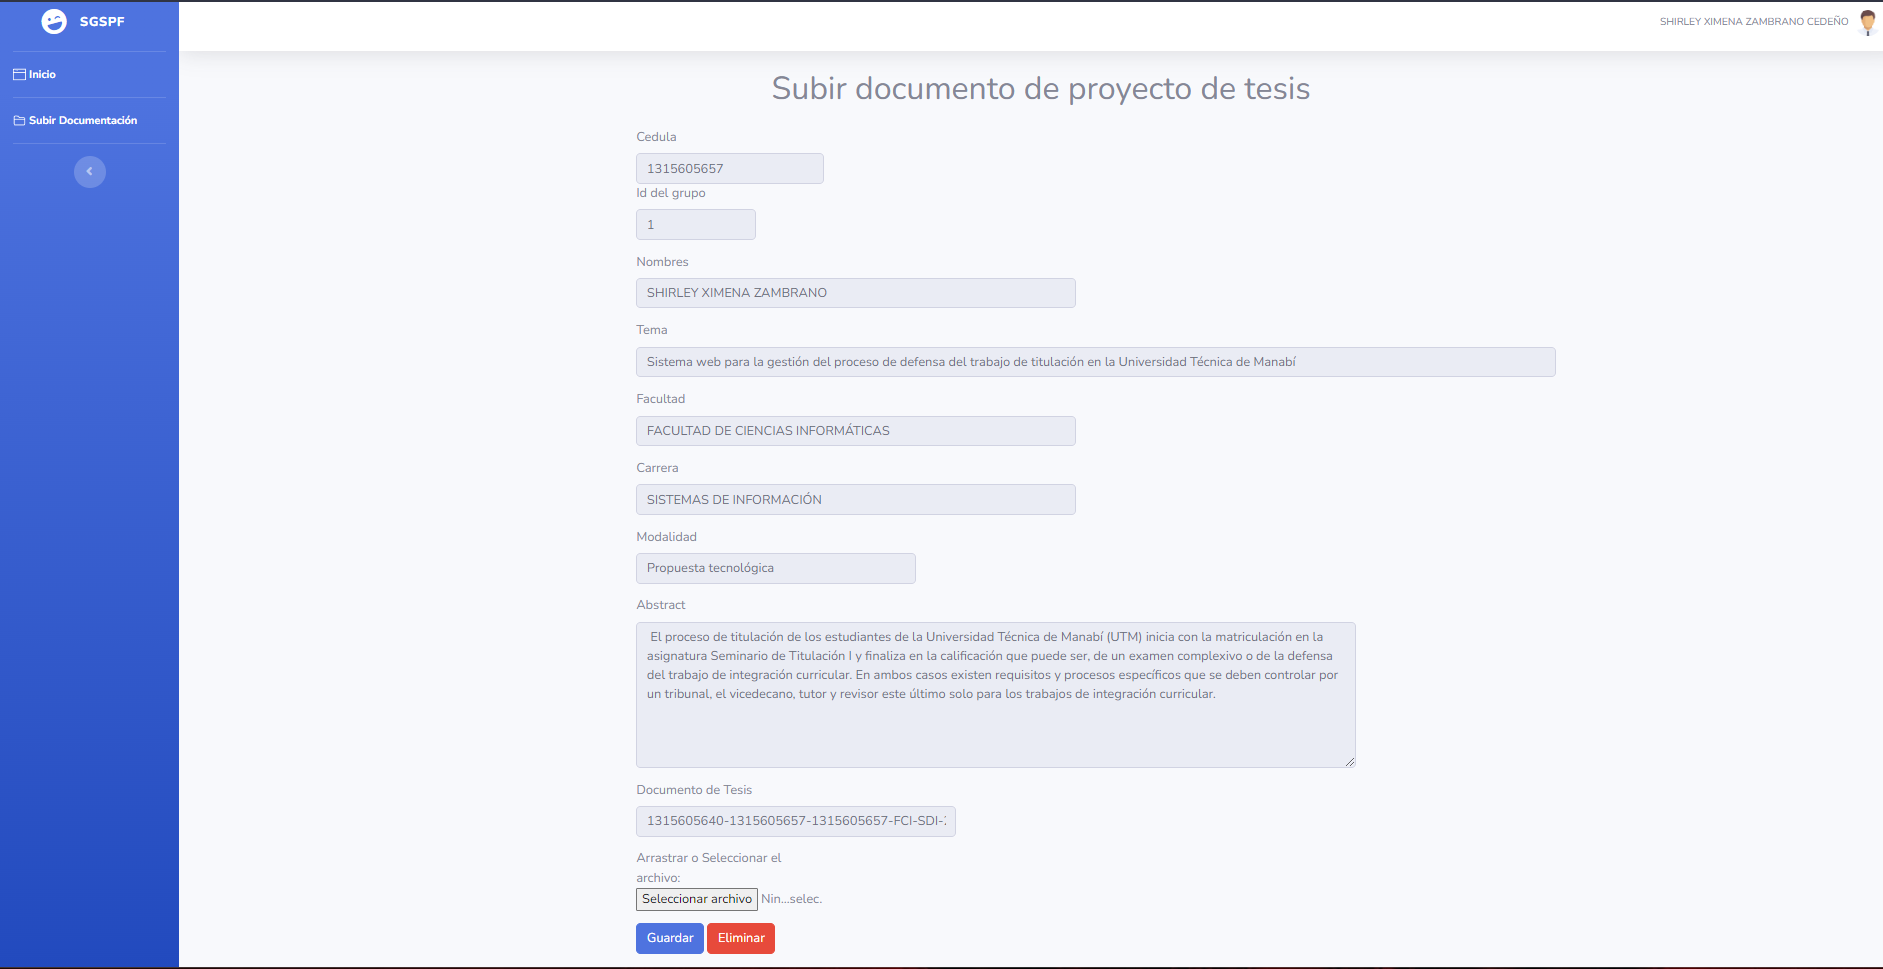 SGSPF
SHIRLEY XIMENA ZAMBRANO CEDEÑO
Inicio
Subir Documentación
Subir documento de proyecto de tesis
Cedula
1315605657
Id del grupo
1
Nombres
SHIRLEY XIMENA ZAMBRANO
Tema
Sistema web para la gestión del proceso de defensa del trabajo de titulación en la Universidad Técnica de Manabí
Facultad
FACULTAD DE CIENCIAS INFORMÁTICAS
Carrera
SISTEMAS DE INFORMACIÓN
Modalidad
Propuesta tecnológica
Abstract
El proceso de titulación de los estudiantes de la Universidad Técnica de Manabí (UTM) inicia con la matriculación en la
asignatura Seminario de Titulación I y finaliza en la calificación que puede ser, de un examen complexivo o de la defensa
del trabajo de integración curricular. En ambos casos existen requisitos y procesos específicos que se deben controlar por
un tribunal, el vicedecano, tutor y revisor este último solo para los trabajos de integración curricular.
Documento de Tesis
1315605640-1315605657-1315605657-FCI-SDI-
Arrastrar o Seleccionar el
archivo:
Seleccionar archivo Nin...selec.
Guardar Eliminar